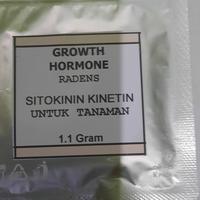 GROWTH
HORMONE
RADENS
SITOKININ KINETIN
UNTUK TANAMAN
1.1 Gram